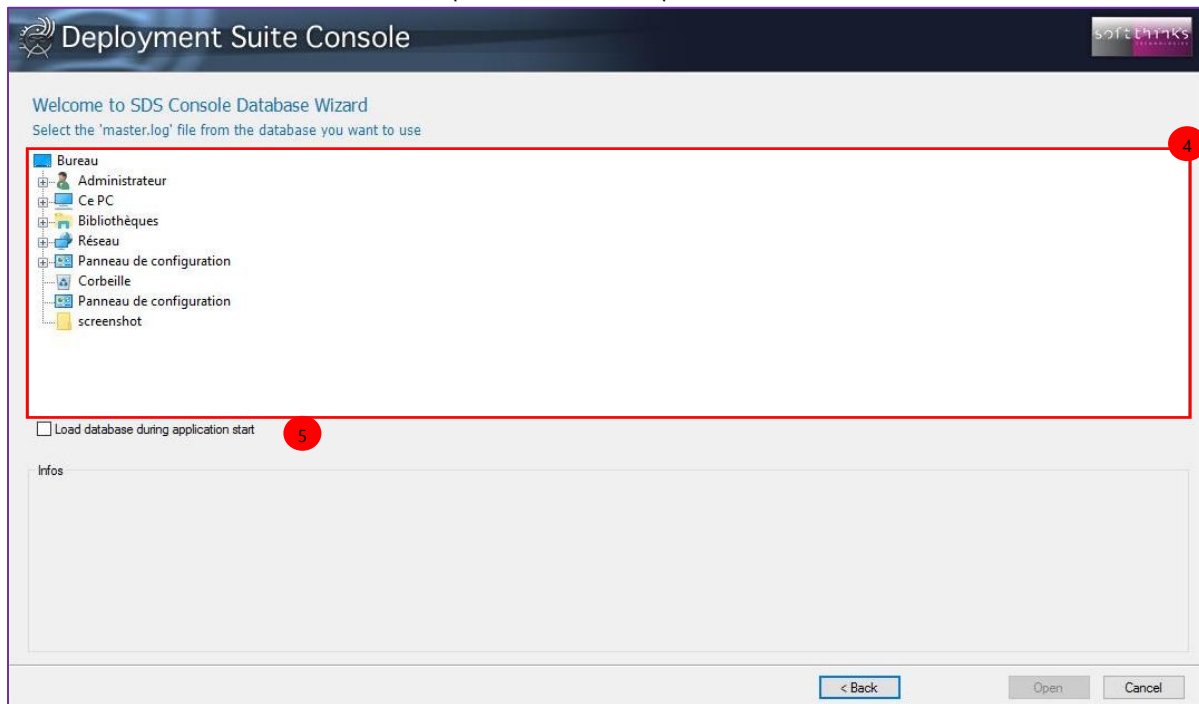 Deployment Suite Console
softthinks
Welcome to SDS Console Database Wizard
Select the 'master.log' file from the database you want to use
4
Bureau
Administrateur
Ce PC
Bibliothèques
Réseau
Panneau de configuration
Corbeille
Panneau de configuration
screenshot
Load database during application start
5
Infos
< Back
Open
Cancel